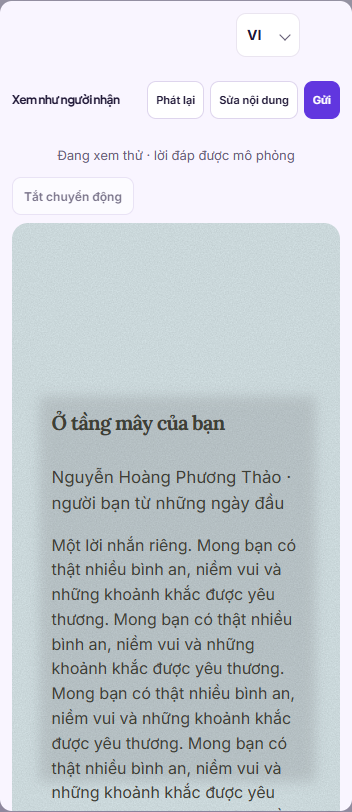 VI
Xem như người nhận
Phát lại
Sửa nội dung
Gửi
Đang xem thử · lời đáp được mô phỏng
Tắt chuyển động
Ở tầng mây của bạn
Nguyễn Hoàng Phương Thảo ·
người bạn từ những ngày đầu
Một lời nhắn riêng. Mong bạn có
thật nhiều bình an, niềm vui và
những khoảnh khắc được yêu
thương. Mong bạn có thật nhiều
bình an, niềm vui và những
khoảnh khắc được yêu thương.
Mong bạn có thật nhiều bình an,
niềm vui và những khoảnh khắc
được yêu thương. Mong bạn có
thật nhiều bình an, niềm vui và
những khoảnh khắc được yêu